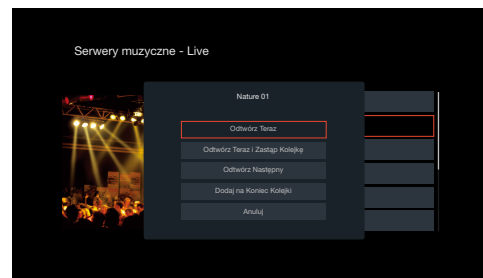 Serwery muzyczne - Live
Nature 01
Odtwórz Teraz
Odtwórz Teraz i Zastąp Kolejkę
Odtwórz Następny
Dodaj na Koniec Kolejki
Anuluj